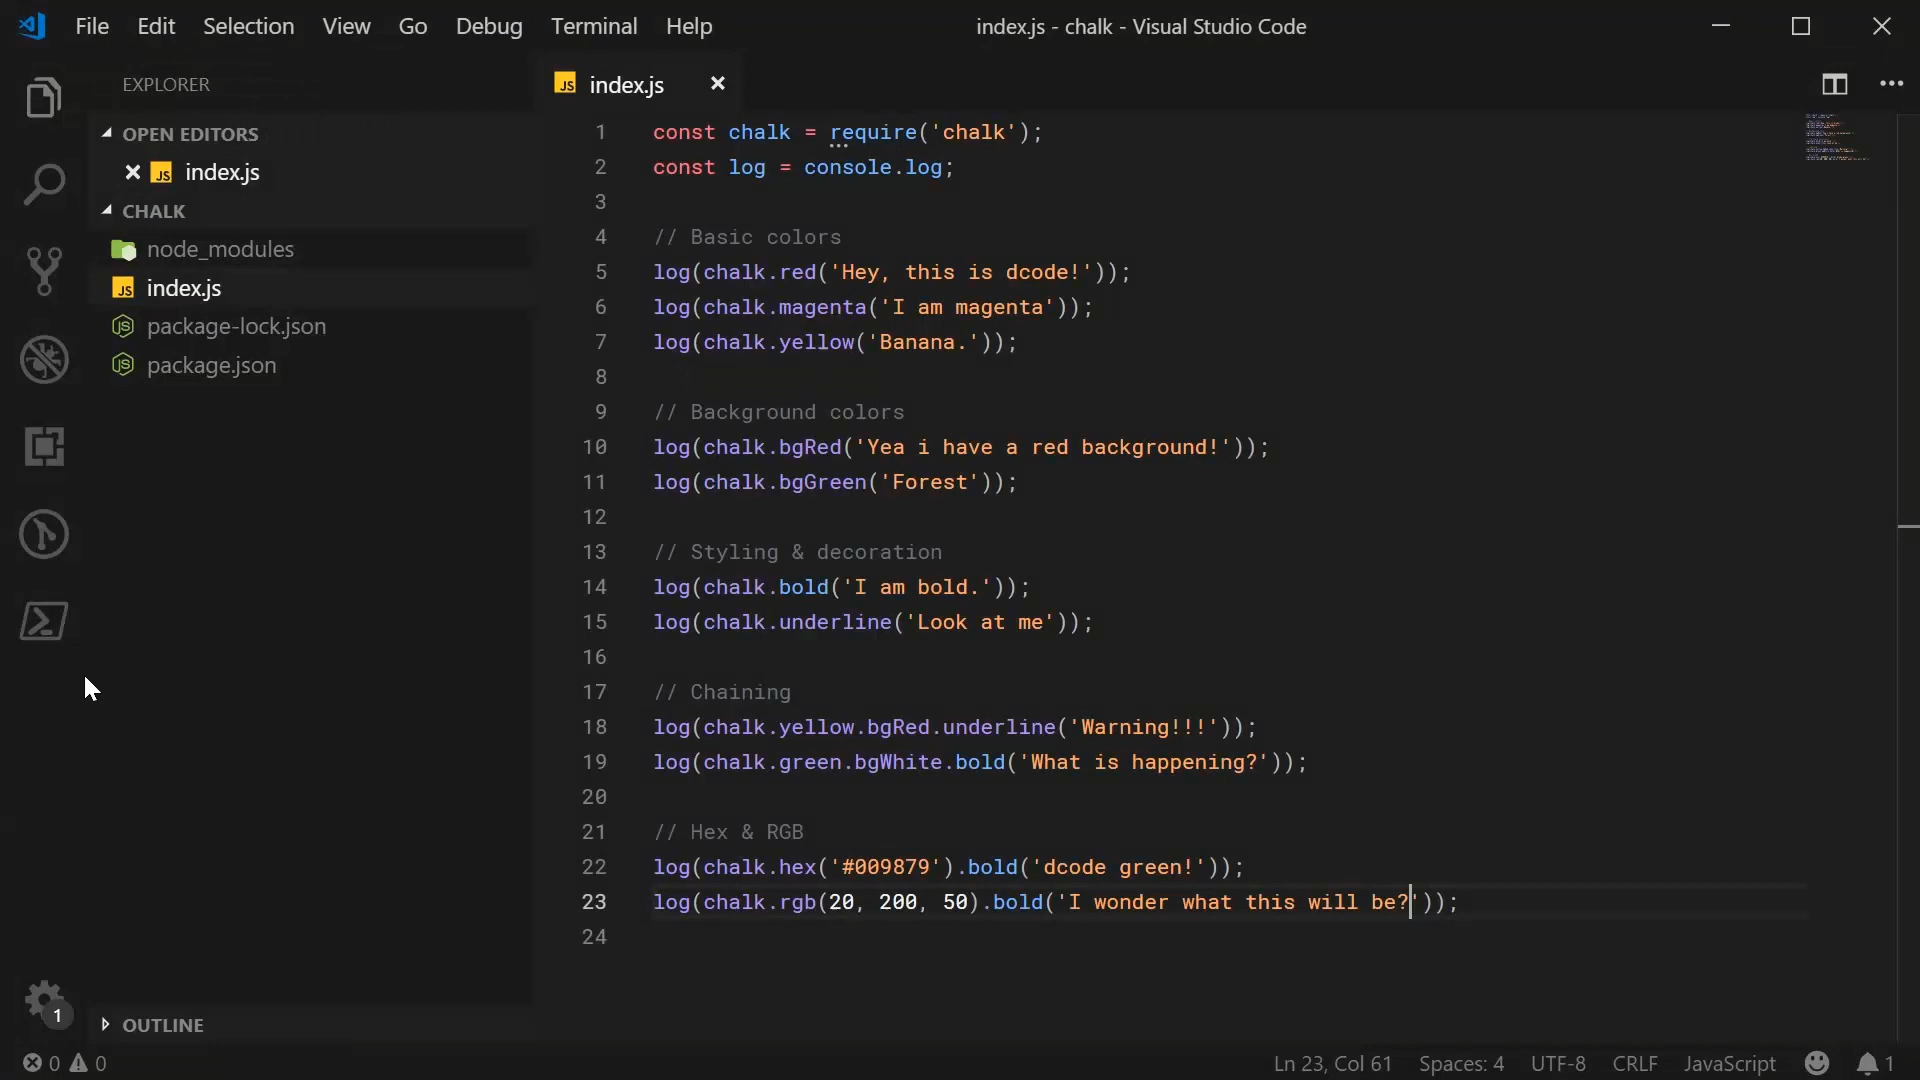 File Edit Selection View Go Debug Terminal Help
index.js - chalk - Visual Studio Code
EXPLORER
OPEN EDITORS
JS index.js
CHALK
node_modules
JS index.js
JS package-lock.json
JS package.json
OUTLINE
JS index.js
1 const chalk = require('chalk');
2 const log = console.log;
3
4 // Basic colors
5 log(chalk.red('Hey, this is dcode!'));
6 log(chalk.magenta('I am magenta'));
7 log(chalk.yellow('Banana.'));
8
9 // Background colors
10 log(chalk.bgRed('Yea i have a red background!'));
11 log(chalk.bgGreen('Forest'));
12
13 // Styling & decoration
14 log(chalk.bold('I am bold.'));
15 log(chalk.underline('Look at me'));
16
17 // Chaining
18 log(chalk.yellow.bgRed.underline('Warning!!!'));
19 log(chalk.green.bgWhite.bold('What is happening?'));
20
21 // Hex & RGB
22 log(chalk.hex('#009879').bold('dcode green!'));
23 log(chalk.rgb(20, 200, 50).bold('I wonder what this will be?'));
24
1
0 0
Ln 23, Col 61 Spaces: 4 UTF-8 CRLF JavaScript 1